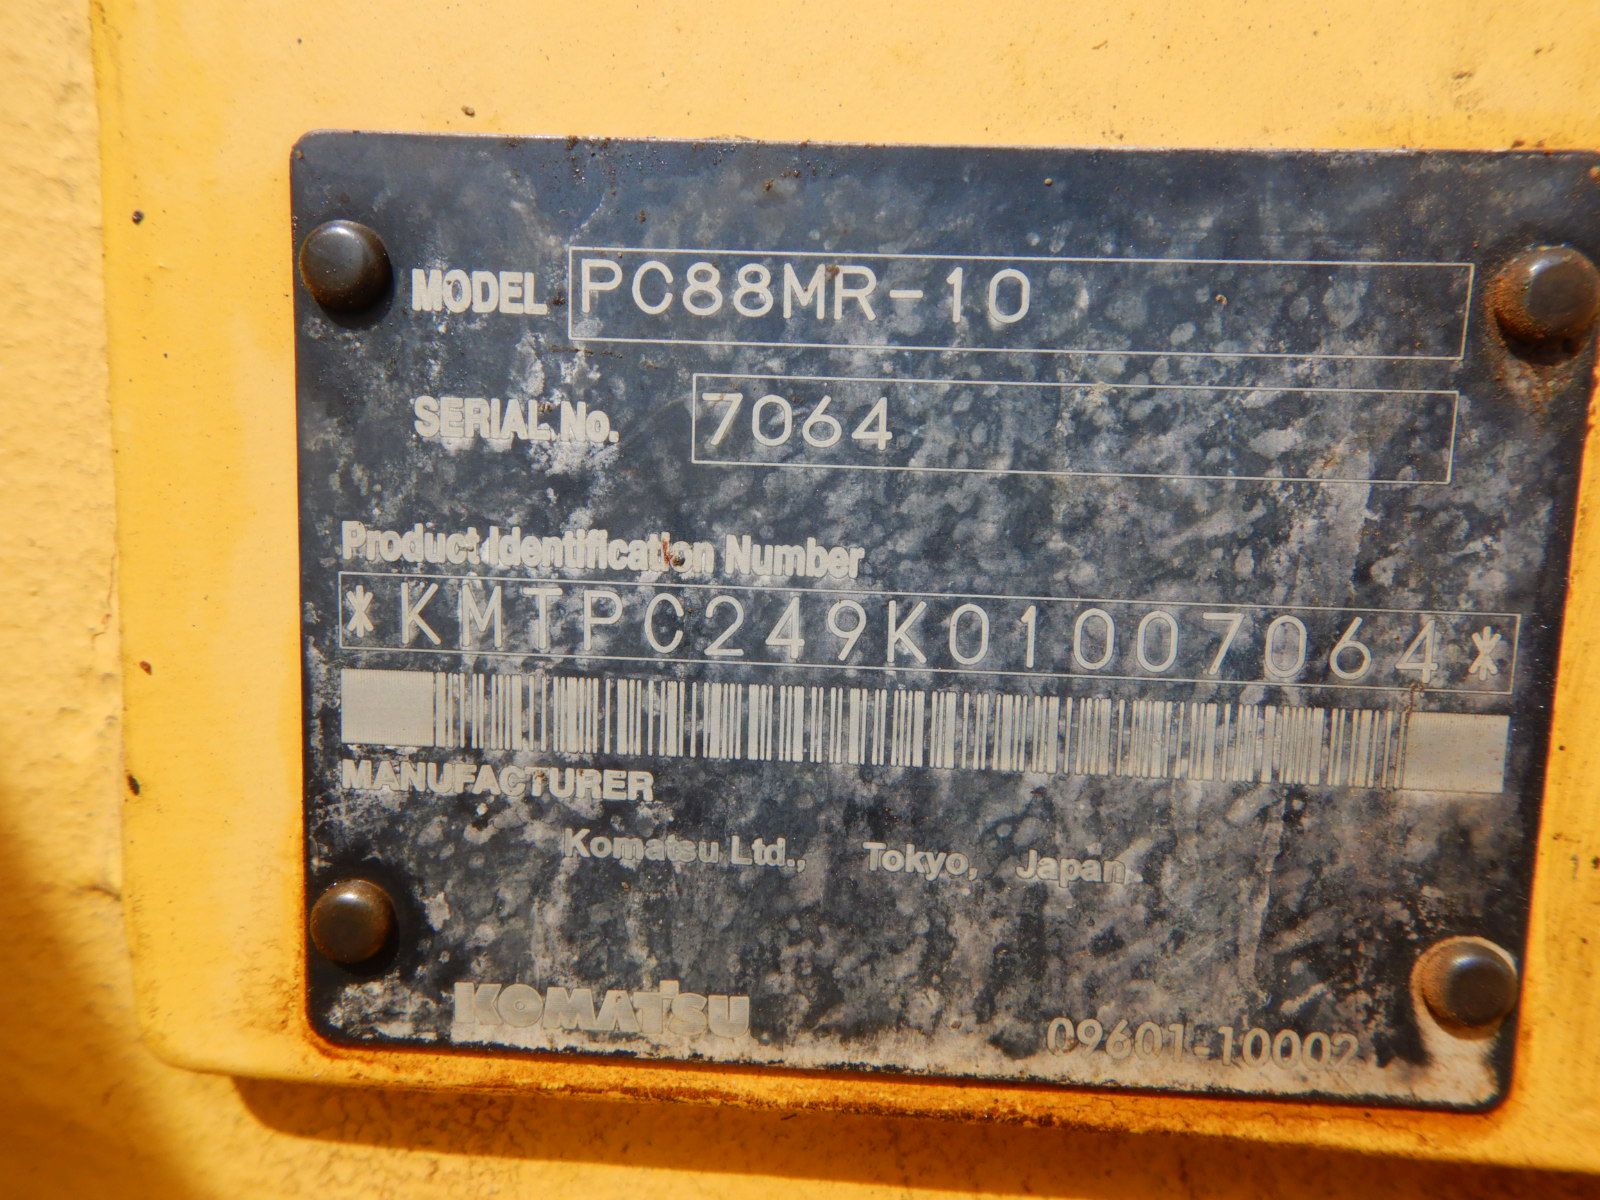 MODEL PC88MR-10
SERIAL No. 7064
Product Identification Number
*KMTPC249K01007064*
MANUFACTURER
Komatsu Ltd., Tokyo, Japan
KOMATSU 09601-10002